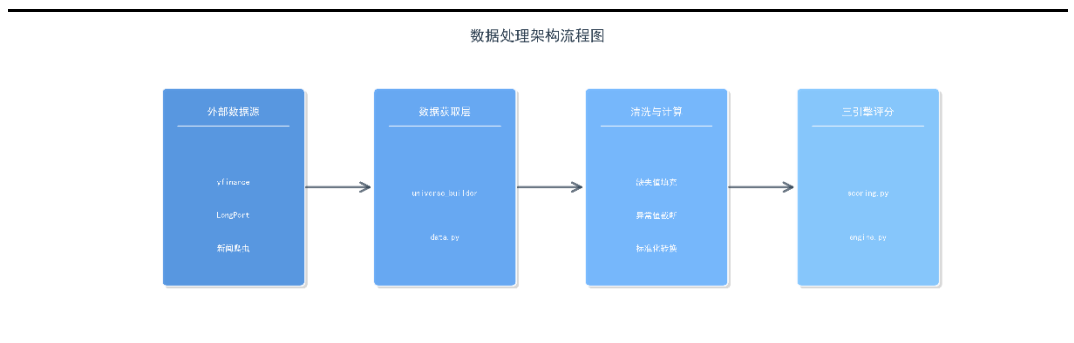 数据处理架构流程图
外部数据源
yfinance
LongPort
新闻爬虫
数据获取层
universe_builder
data.py
清洗与计算
缺失值填充
异常值截断
标准化转换
三引擎评分
scoring.py
engine.py